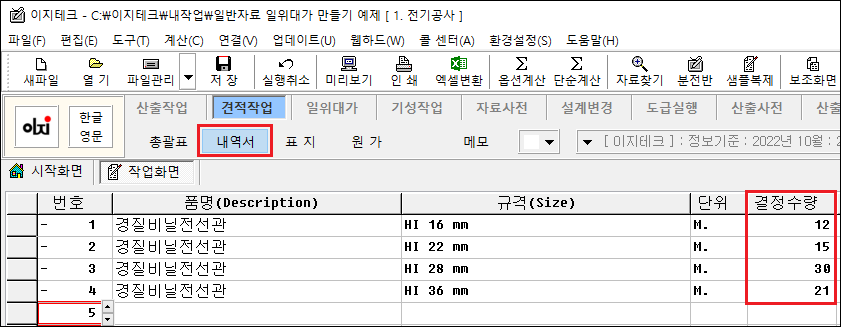 이지테크 - C:₩이지테크₩내작업₩일반자료 일위대가 만들기 예제 [ 1. 전기공사 ]
파일(F) 편집(E) 도구(T) 계산(C) 연결(V) 업데이트(U) 웹하드(W) 콜 센터(A) 환경설정(S) 도움말(H)
새파일 열 기 파일관리 저 장 실행취소 미리보기 인 쇄 엑셀변환 옵션계산 단순계산 자료찾기 분전반 샘플복제 보조화면
산출작업 견적작업 일위대가 기성작업 자료사전 설계변경 도급실행 산출사전
한글
영문
총괄표 내역서 표 지 원 가 메모 [ 이지테크 ] : 정보기준 : 2022년 10월 : 2
시작화면 작업화면
번호 품명(Description) 규격(Size) 단위 결정수량
- 1 경질비닐전선관 HI 16 mm M. 12
- 2 경질비닐전선관 HI 22 mm M. 15
- 3 경질비닐전선관 HI 28 mm M. 30
- 4 경질비닐전선관 HI 36 mm M. 21
5